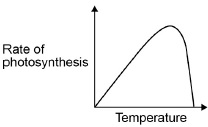 Rate of
photosynthesis
Temperature